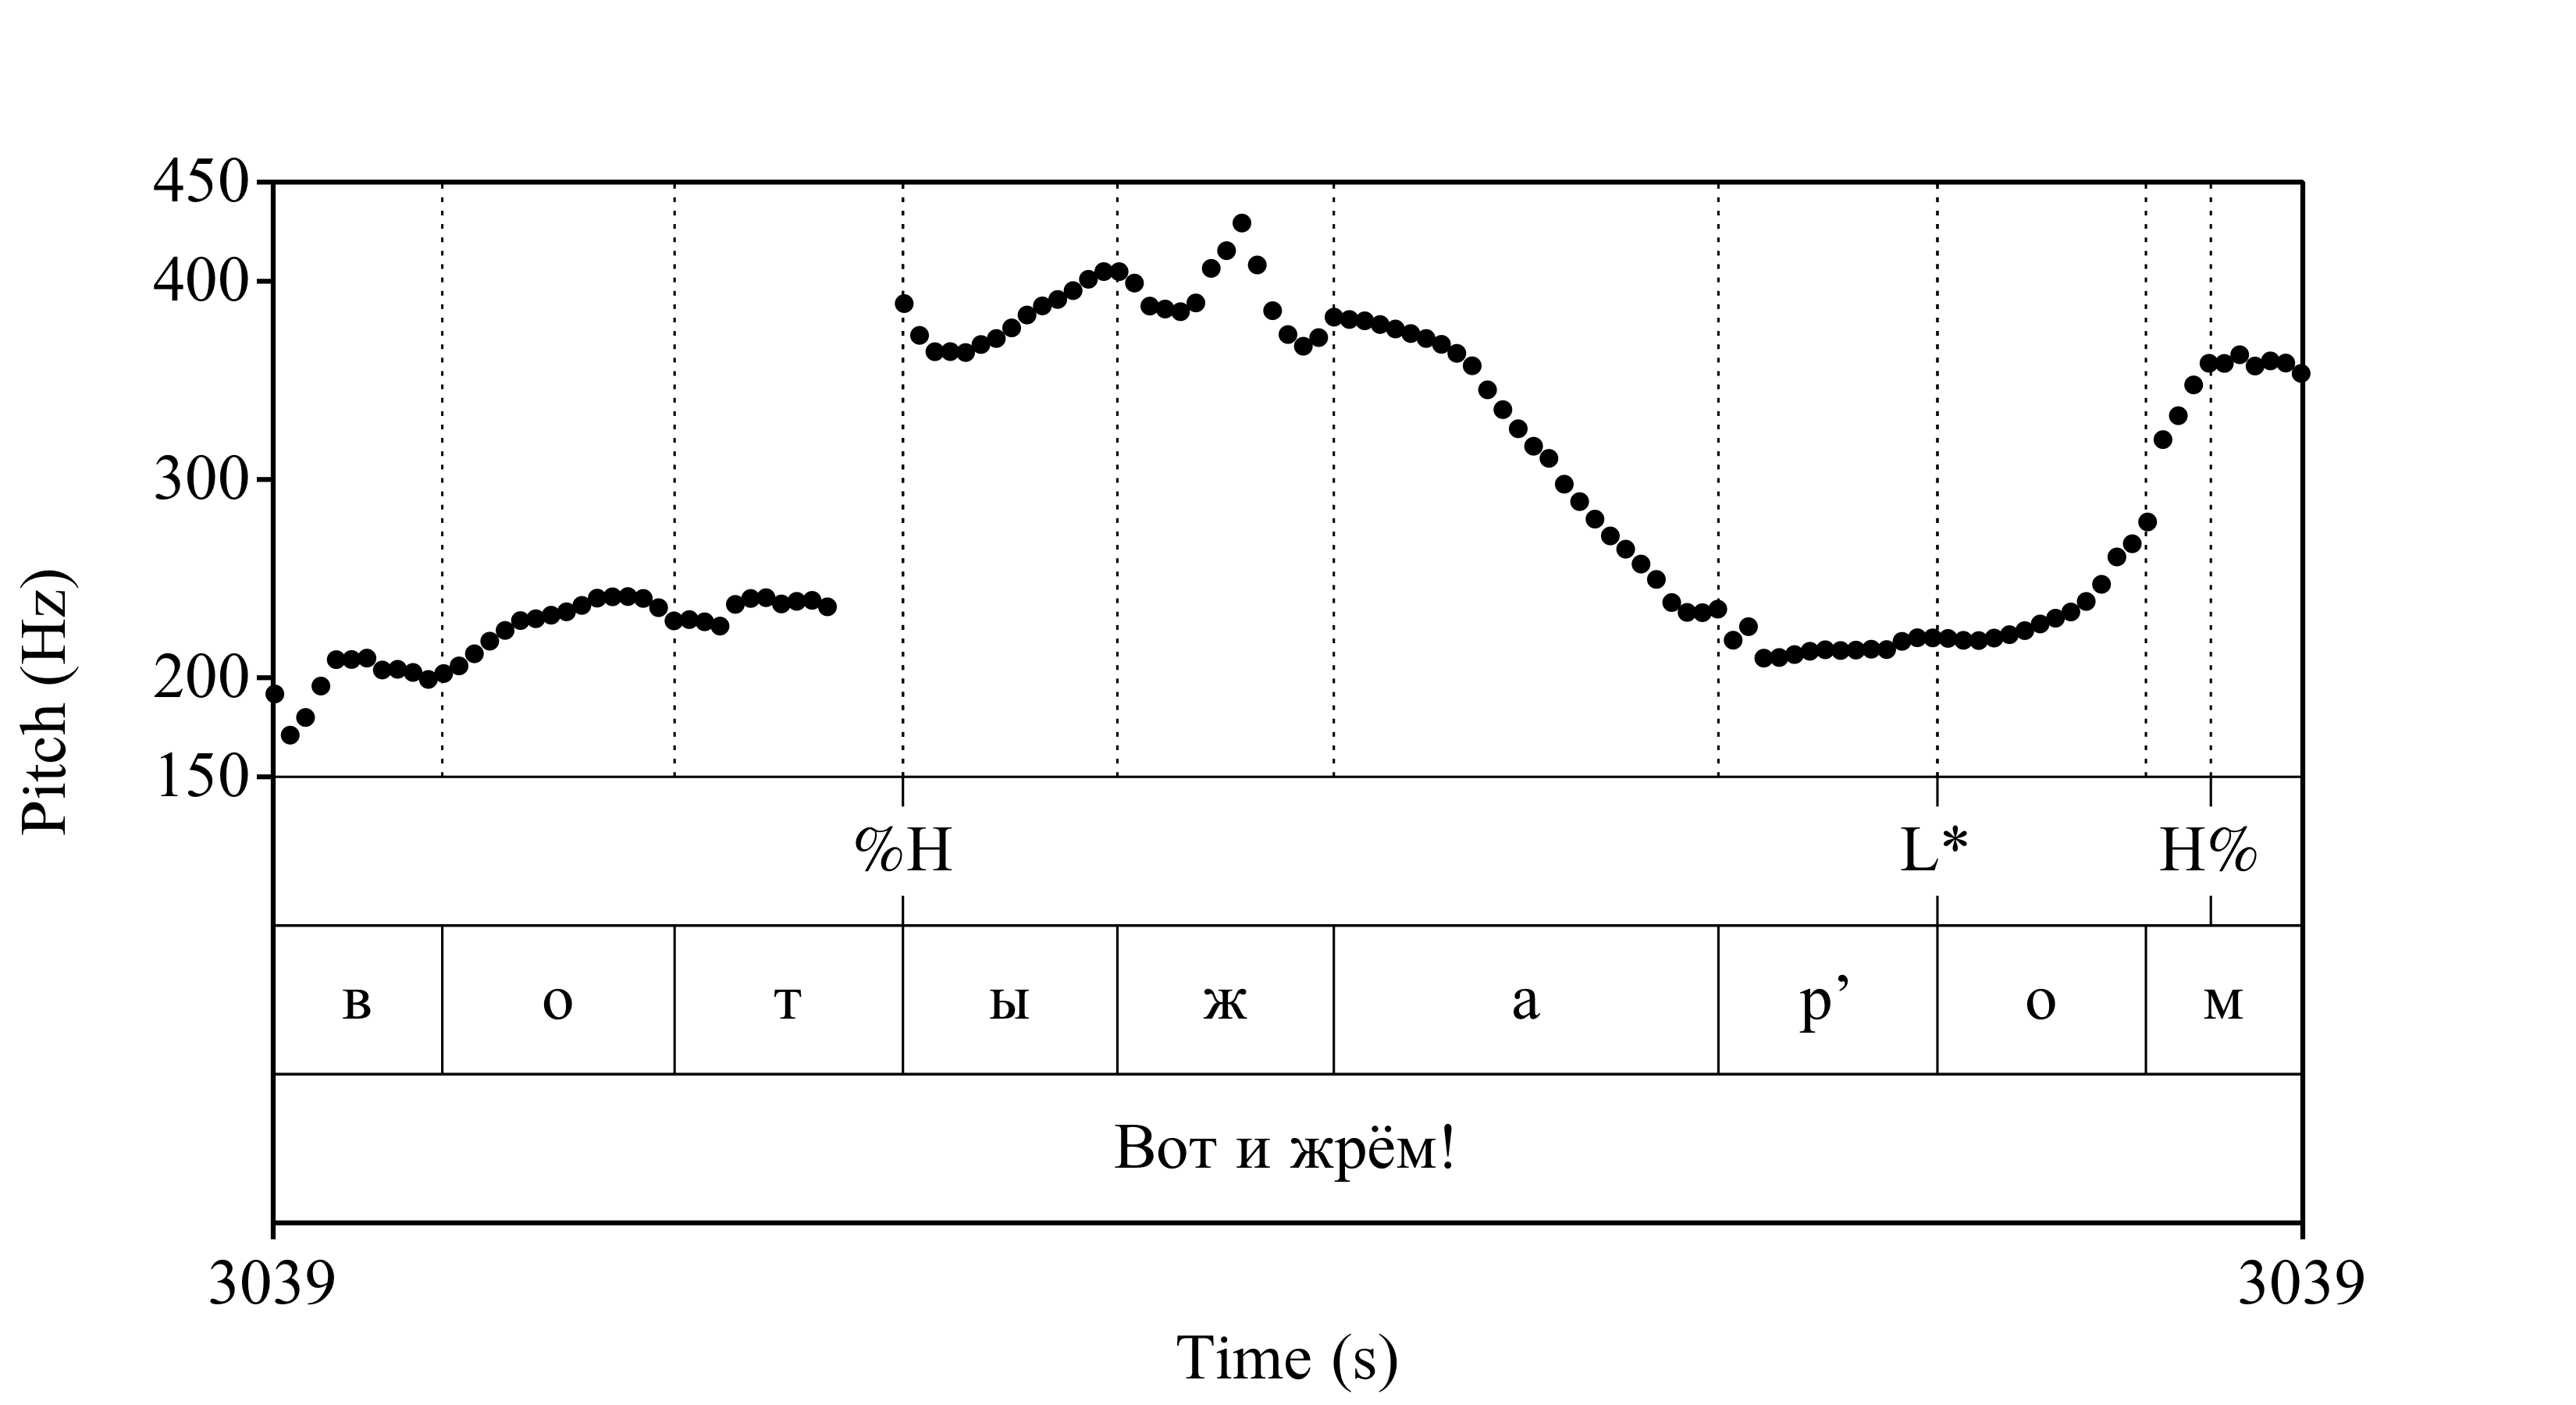 450
400
300
200
150
Pitch (Hz)
%H L* H%
в о т ы ж а р’ о м
Вот и жрём!
3039 3039
Time (s)